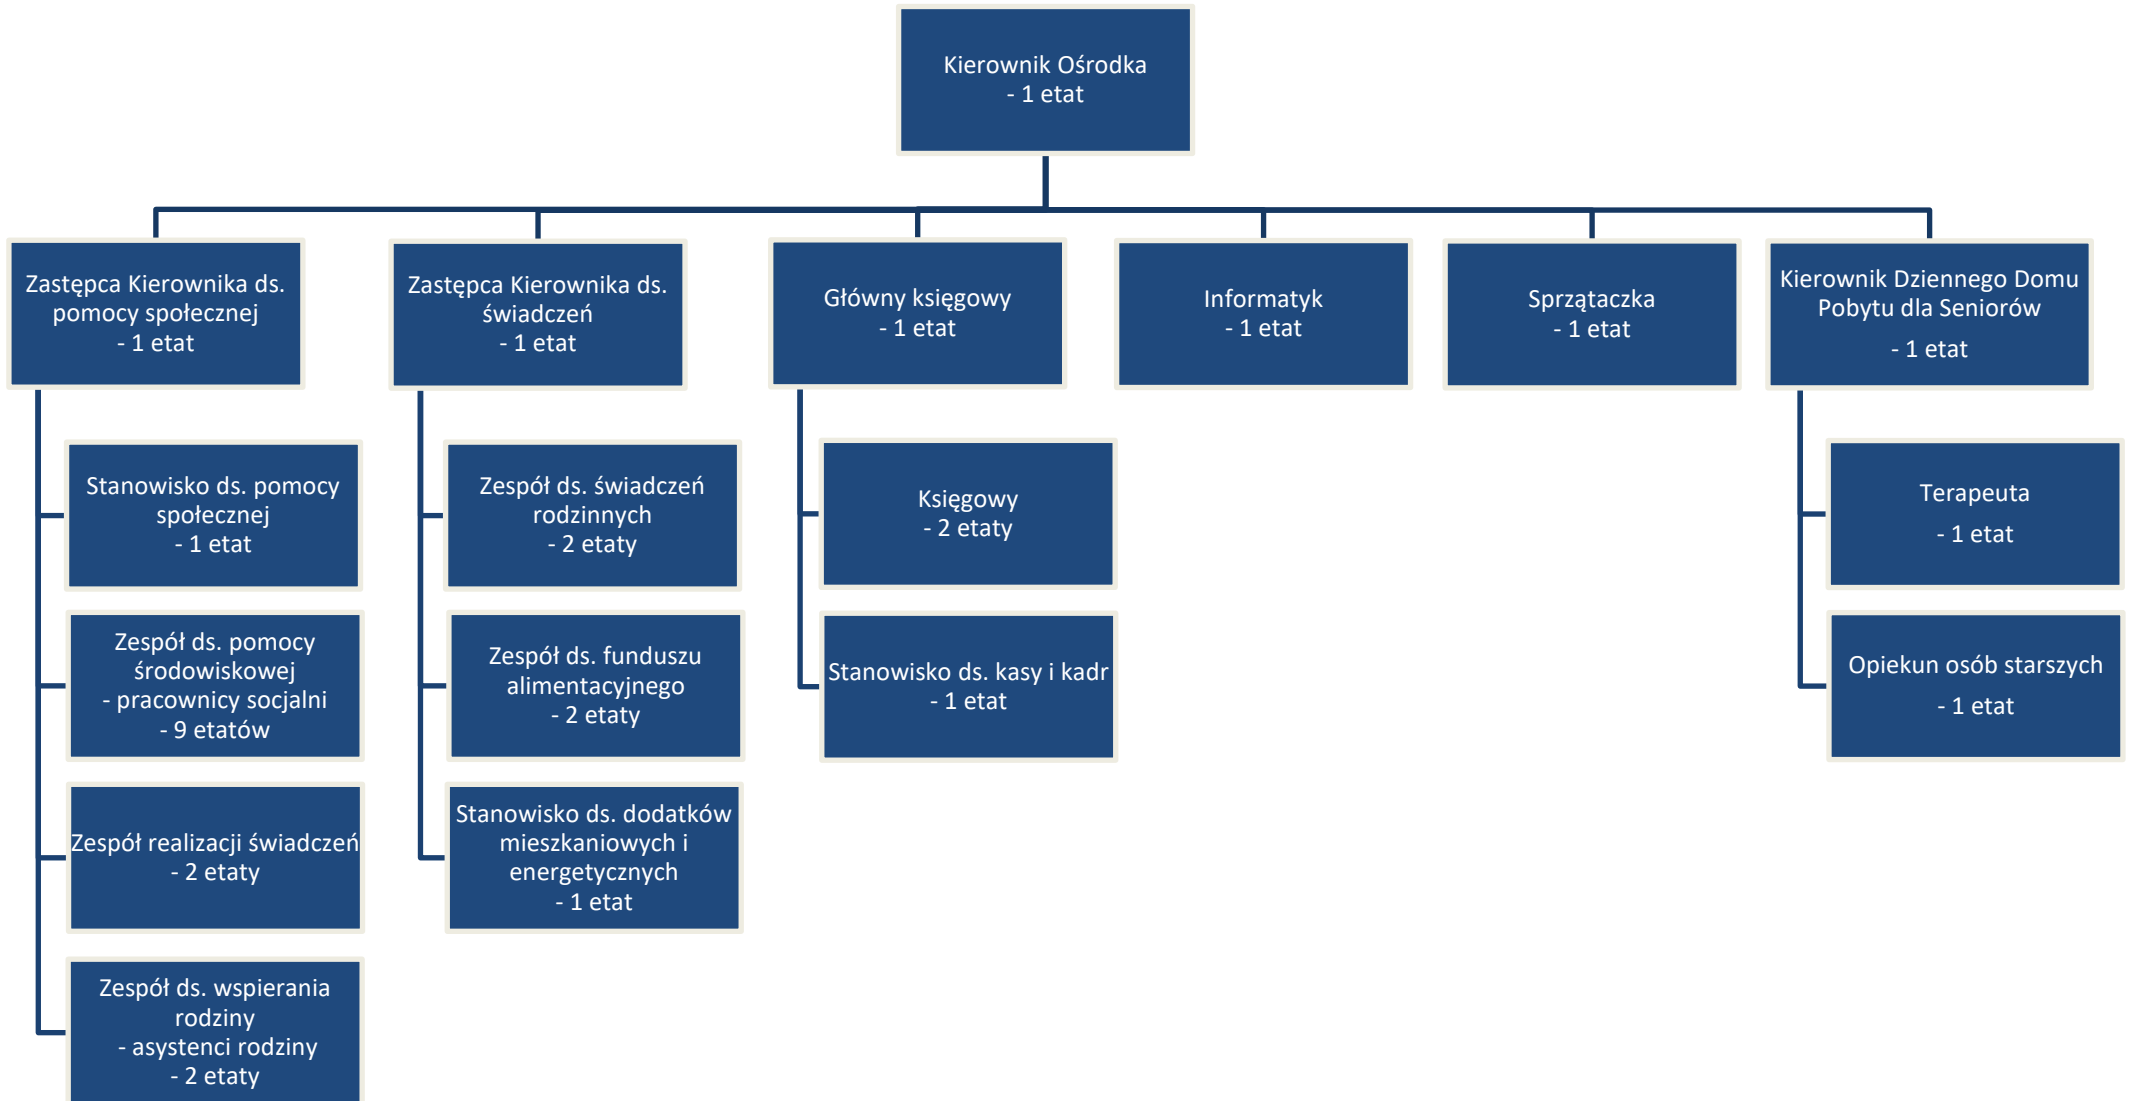 Kierownik Ośrodka
- 1 etat
Zastępca Kierownika ds.
pomocy społecznej
- 1 etat
Zastępca Kierownika ds.
świadczeń
- 1 etat
Główny księgowy
- 1 etat
Informatyk
- 1 etat
Sprzątaczka
- 1 etat
Kierownik Dziennego Domu
Pobytu dla Seniorów
- 1 etat
Stanowisko ds. pomocy
społecznej
- 1 etat
Zespół ds. pomocy
środowiskowej
- pracownicy socjalni
- 9 etatów
Zespół realizacji świadczeń
- 2 etaty
Zespół ds. wspierania
rodziny
- asystenci rodziny
- 2 etaty
Zespół ds. świadczeń
rodzinnych
- 2 etaty
Zespół ds. funduszu
alimentacyjnego
- 2 etaty
Stanowisko ds. dodatków
mieszkaniowych i
energetycznych
- 1 etat
Księgowy
- 2 etaty
Stanowisko ds. kasy i kadr
- 1 etat
Terapeuta
- 1 etat
Opiekun osób starszych
- 1 etat